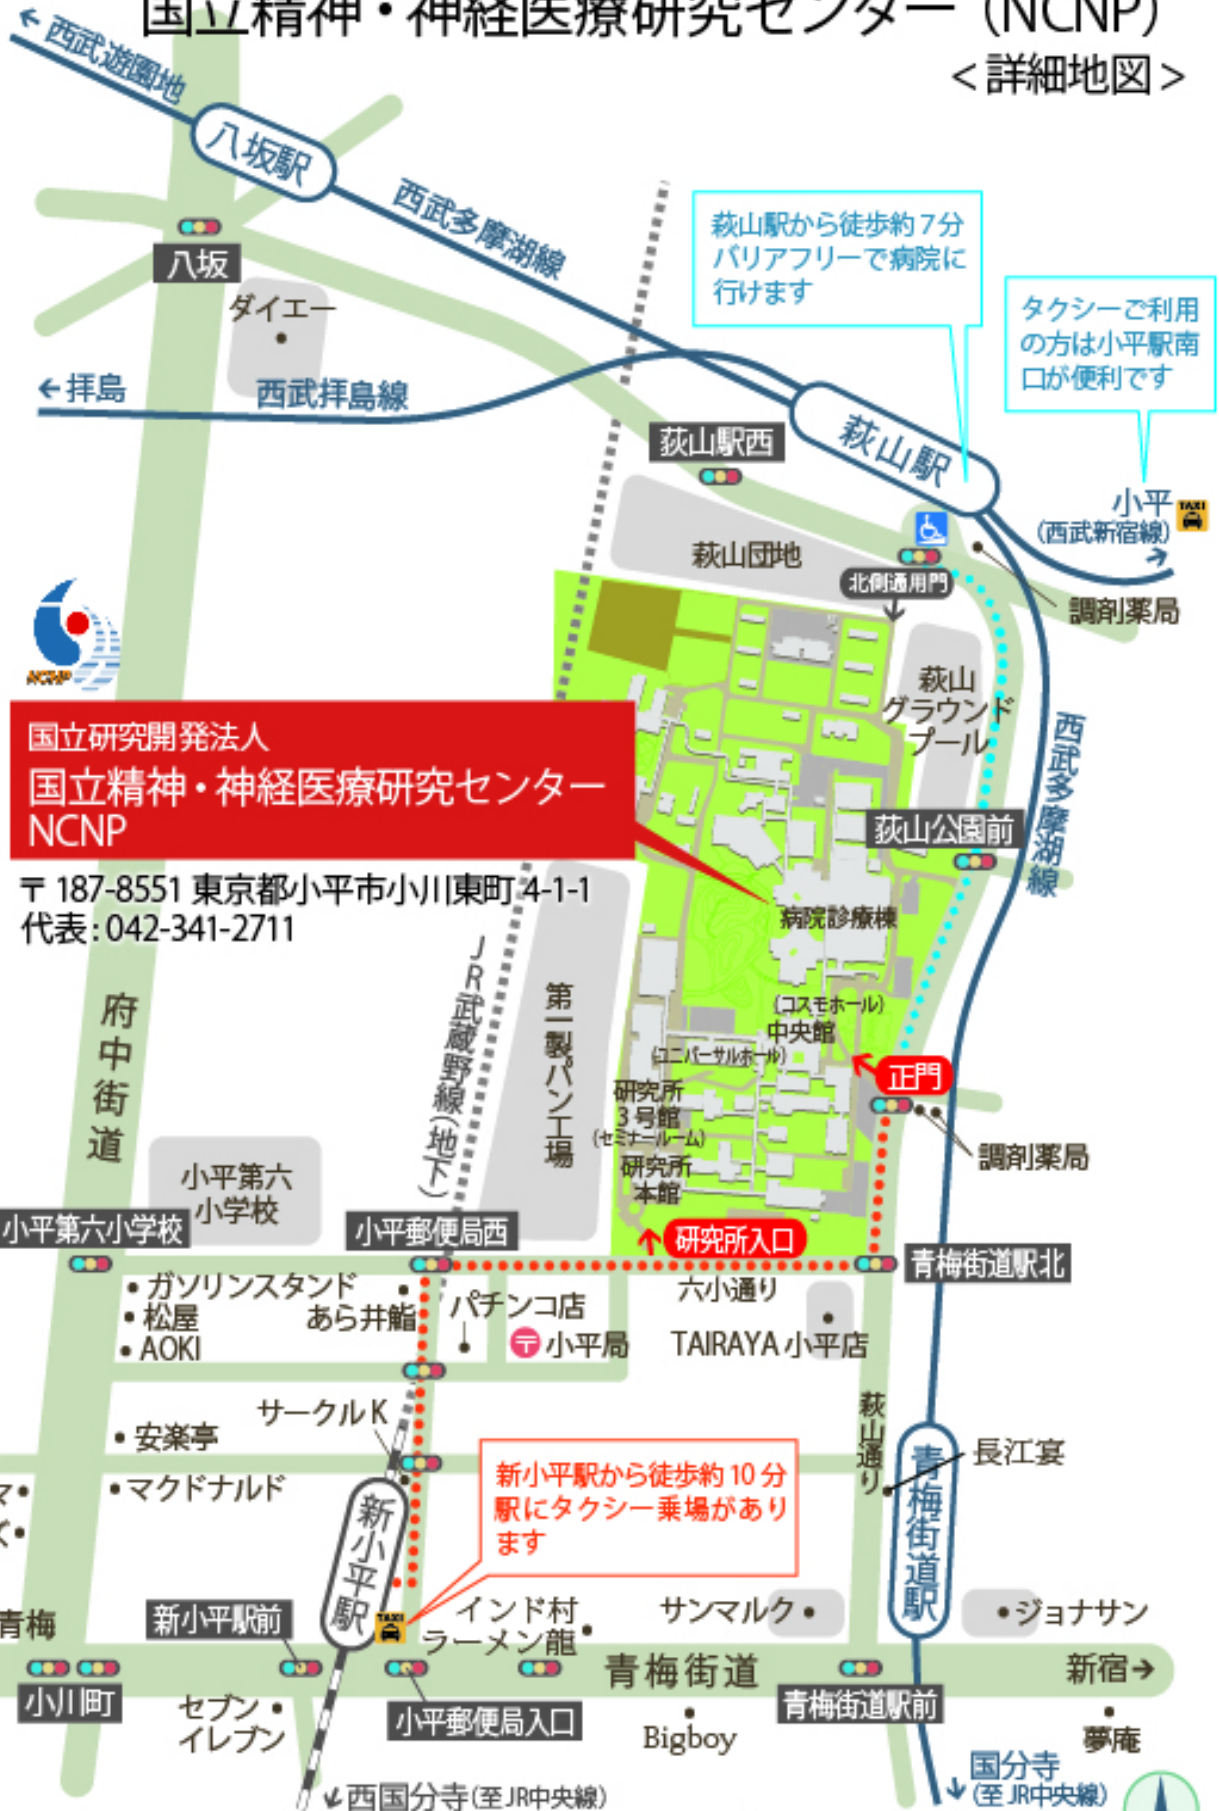 国立精神・神経医療研究センター（NCNP）
＜詳細地図＞
←西武遊園地
八坂駅
西武多摩湖線
八坂
ダイエー
←拝島
西武拝島線
萩山駅から徒歩約７分
バリアフリーで病院に
行けます
タクシーご利用
の方は小平駅南
口が便利です
萩山駅
荻山駅西
小平
(西武新宿線)
TAXI
萩山団地
北側通用門
調剤薬局
萩山
グラウンド
プール
西武多摩湖線
NCNP
国立研究開発法人
国立精神・神経医療研究センター
NCNP
〒187-8551 東京都小平市小川東町 4-1-1
代表：042-341-2711
荻山公園前
病院診療棟
(コスモホール)
中央館
(ユニバーサルホール)
正門
研究所
３号館
(セミナールーム)
研究所
本館
調剤薬局
府中街道
JR武蔵野線(地下)
第一製パン工場
小平第六
小学校
小平第六小学校
小平郵便局西
研究所入口
青梅街道駅北
ガソリンスタンド
松屋
AOKI
あら井鮨
パチンコ店
〒小平局
六小通り
TAIRAYA 小平店
サークルK
安楽亭
マクドナルド
萩山通り
長江宴
新小平駅から徒歩約 10 分
駅にタクシー乗場があり
ます
新小平駅
青梅街道駅
TAXI
青梅
新小平駅前
インド村
ラーメン龍
サンマルク
ジョナサン
小川町
青梅街道
新宿→
セブン
イレブン
小平郵便局入口
青梅街道駅前
Bigboy
夢庵
↙西国分寺(至JR中央線)
国分寺
↓(至JR中央線)